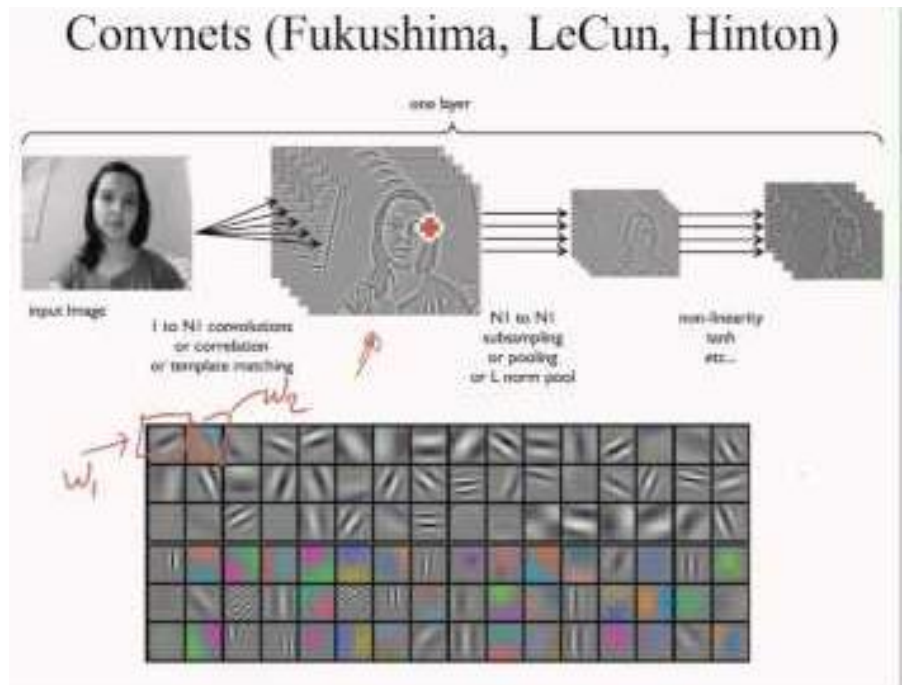 Convnets (Fukushima, LeCun, Hinton)
one layer
input Image
1 to N1 convolutions
or correlation
or template matching
N1 to N1
subsampling
or pooling
or L norm pool
non-linearity
tanh
etc...
W1
W2